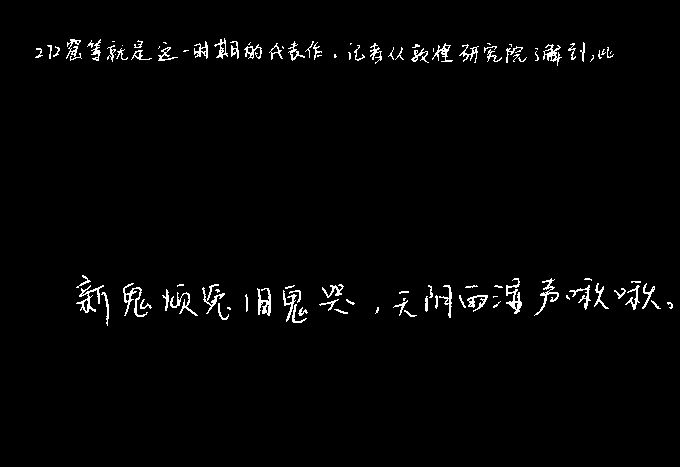 272窟等就是这一时期的代表作。记者从敦煌研究院了解到,此
新鬼烦冤旧鬼哭,天阴雨湿声啾啾。